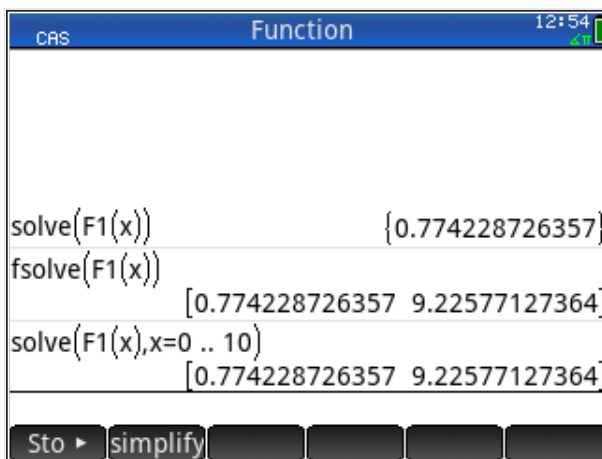 CAS Function 12:54
∡π
solve(F1(x)) {0.774228726357}
fsolve(F1(x))
[0.774228726357 9.22577127364]
solve(F1(x),x=0 .. 10)
[0.774228726357 9.22577127364]
Sto ► simplify